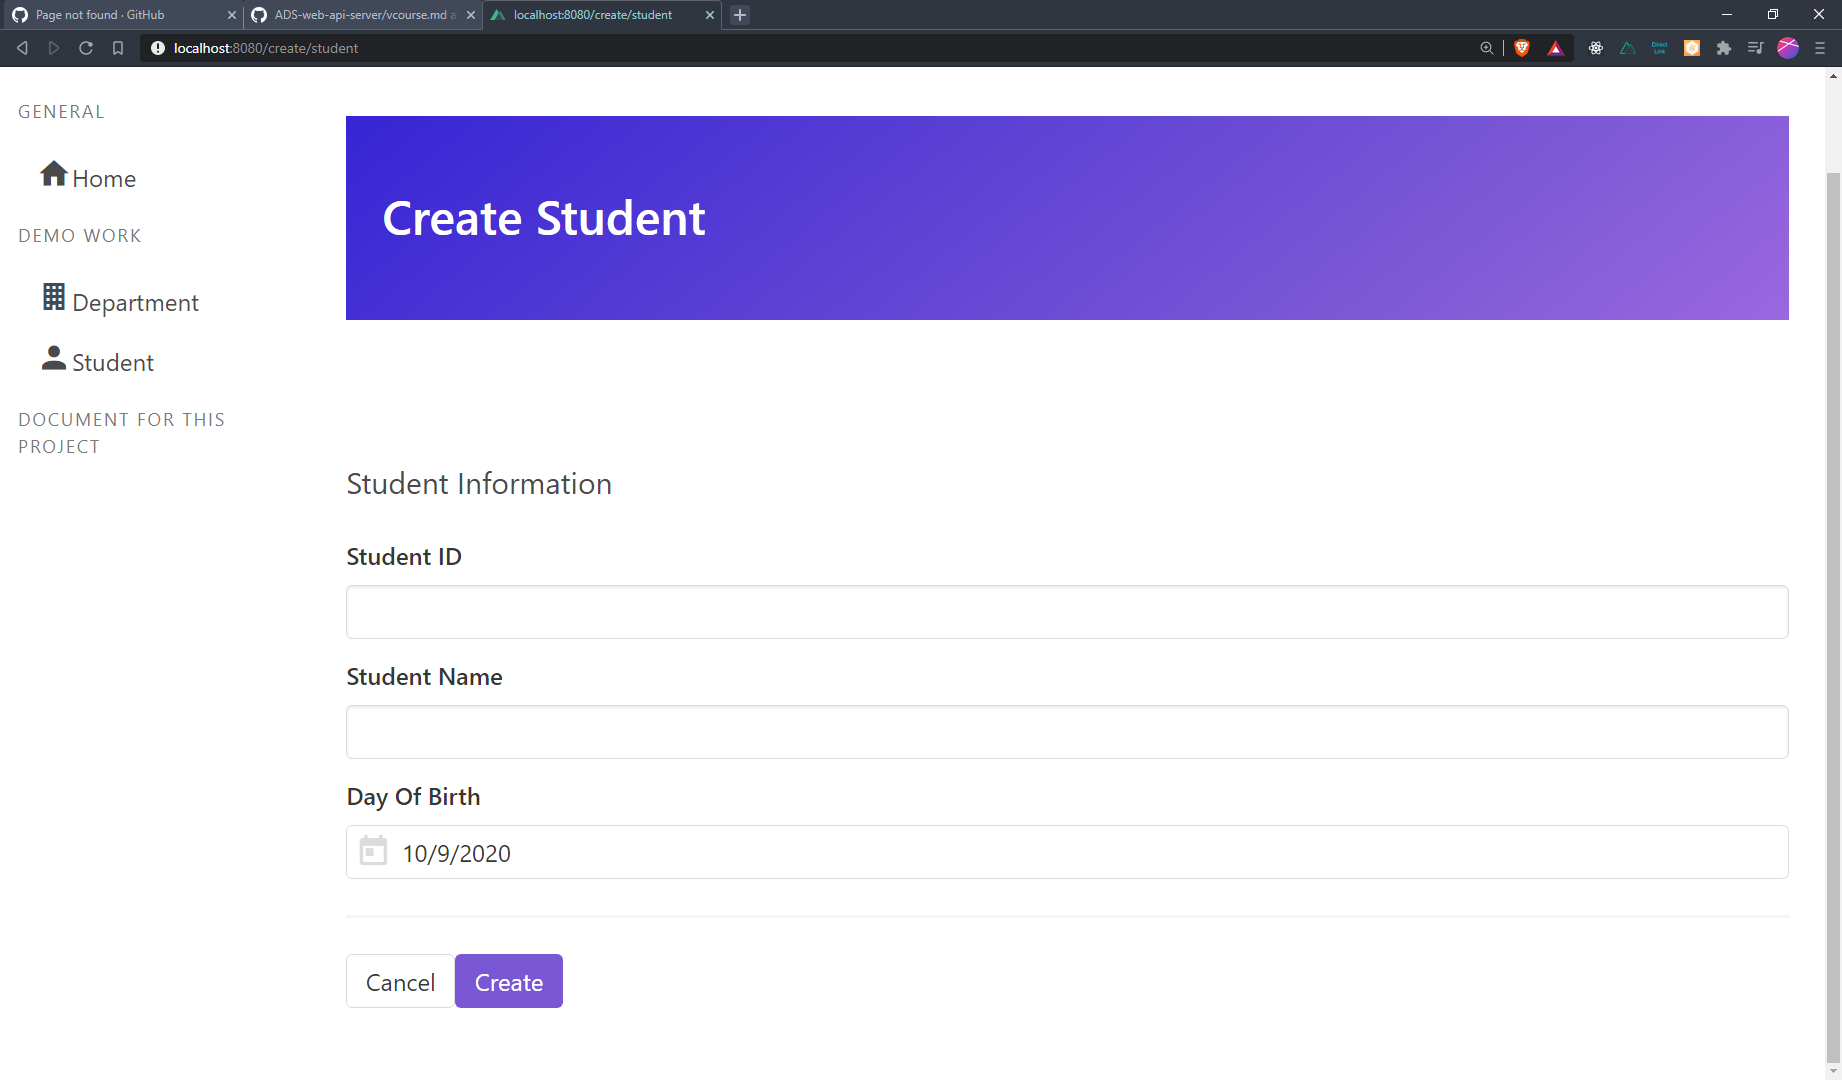 Page not found · GitHub
ADS-web-api-server/vcourse.md a
localhost:8080/create/student
localhost:8080/create/student
Direct
Link
GENERAL
Home
DEMO WORK
Department
Student
DOCUMENT FOR THIS
PROJECT
Create Student
Student Information
Student ID
Student Name
Day Of Birth
10/9/2020
Cancel
Create